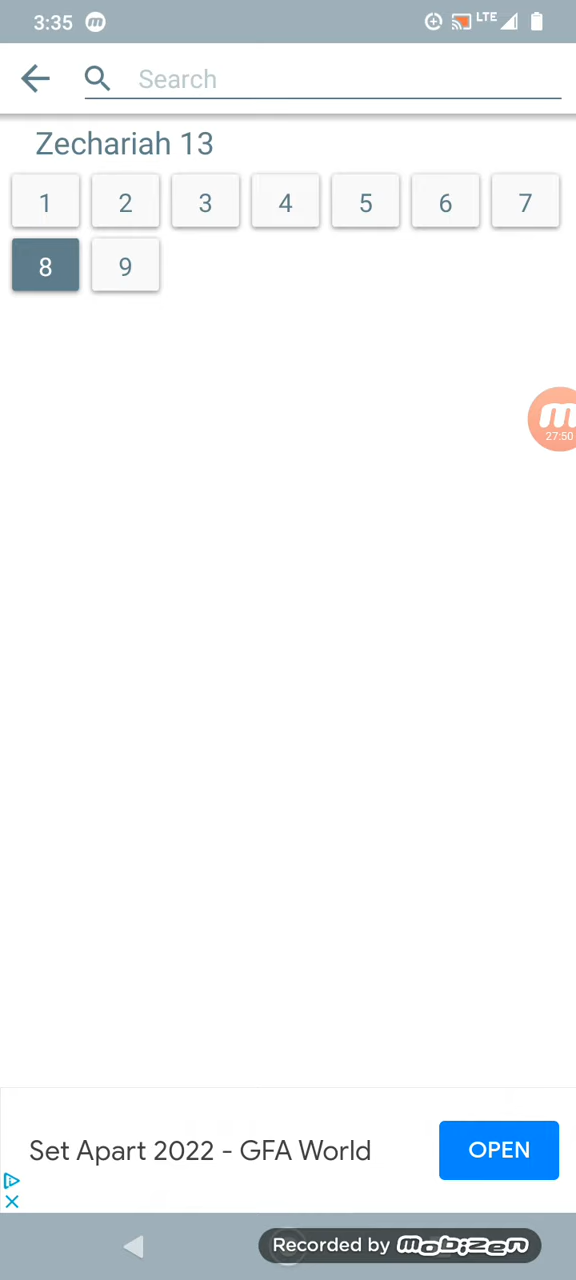 3:35 m LTE
Search
Zechariah 13
1 2 3 4 5 6 7
8 9
m
27:50
Set Apart 2022 - GFA World
OPEN
Recorded by mobizen